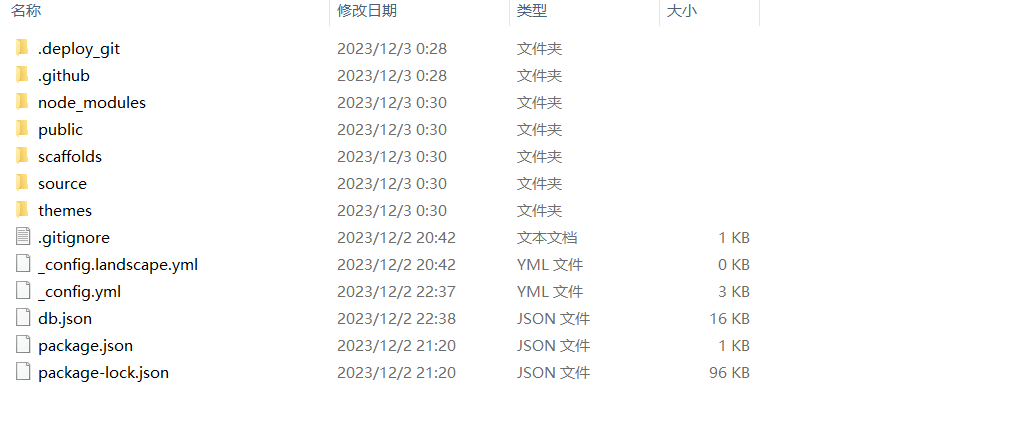 名称 修改日期 类型 大小
.deploy_git 2023/12/3 0:28 文件夹
.github 2023/12/3 0:28 文件夹
node_modules 2023/12/3 0:30 文件夹
public 2023/12/3 0:30 文件夹
scaffolds 2023/12/3 0:30 文件夹
source 2023/12/3 0:30 文件夹
themes 2023/12/3 0:30 文件夹
.gitignore 2023/12/2 20:42 文本文档 1 KB
_config.landscape.yml 2023/12/2 20:42 YML 文件 0 KB
_config.yml 2023/12/2 22:37 YML 文件 3 KB
db.json 2023/12/2 22:38 JSON 文件 16 KB
package.json 2023/12/2 21:20 JSON 文件 1 KB
package-lock.json 2023/12/2 21:20 JSON 文件 96 KB